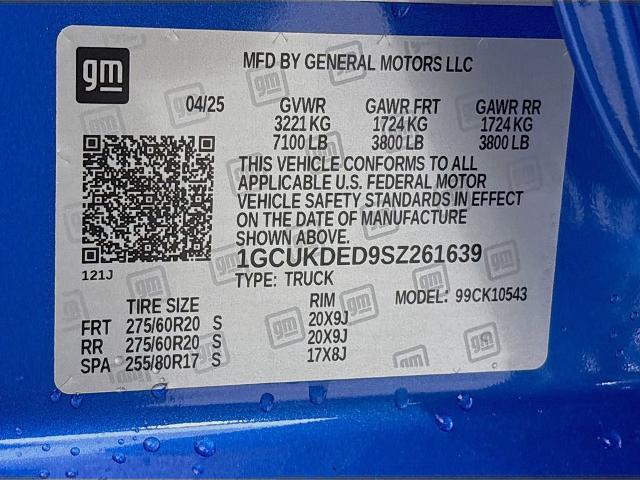 gm
MFD BY GENERAL MOTORS LLC
04/25 GVWR GAWR FRT GAWR RR
3221 KG 1724 KG 1724 KG
7100 LB 3800 LB 3800 LB
THIS VEHICLE CONFORMS TO ALL
APPLICABLE U.S. FEDERAL MOTOR
VEHICLE SAFETY STANDARDS IN EFFECT
ON THE DATE OF MANUFACTURE
SHOWN ABOVE.
1GCUKDED9SZ261639
121J
TYPE: TRUCK
TIRE SIZE RIM MODEL: 99CK10543
FRT 275/60R20 S 20X9J
RR 275/60R20 S 20X9J
SPA 255/80R17 S 17X8J